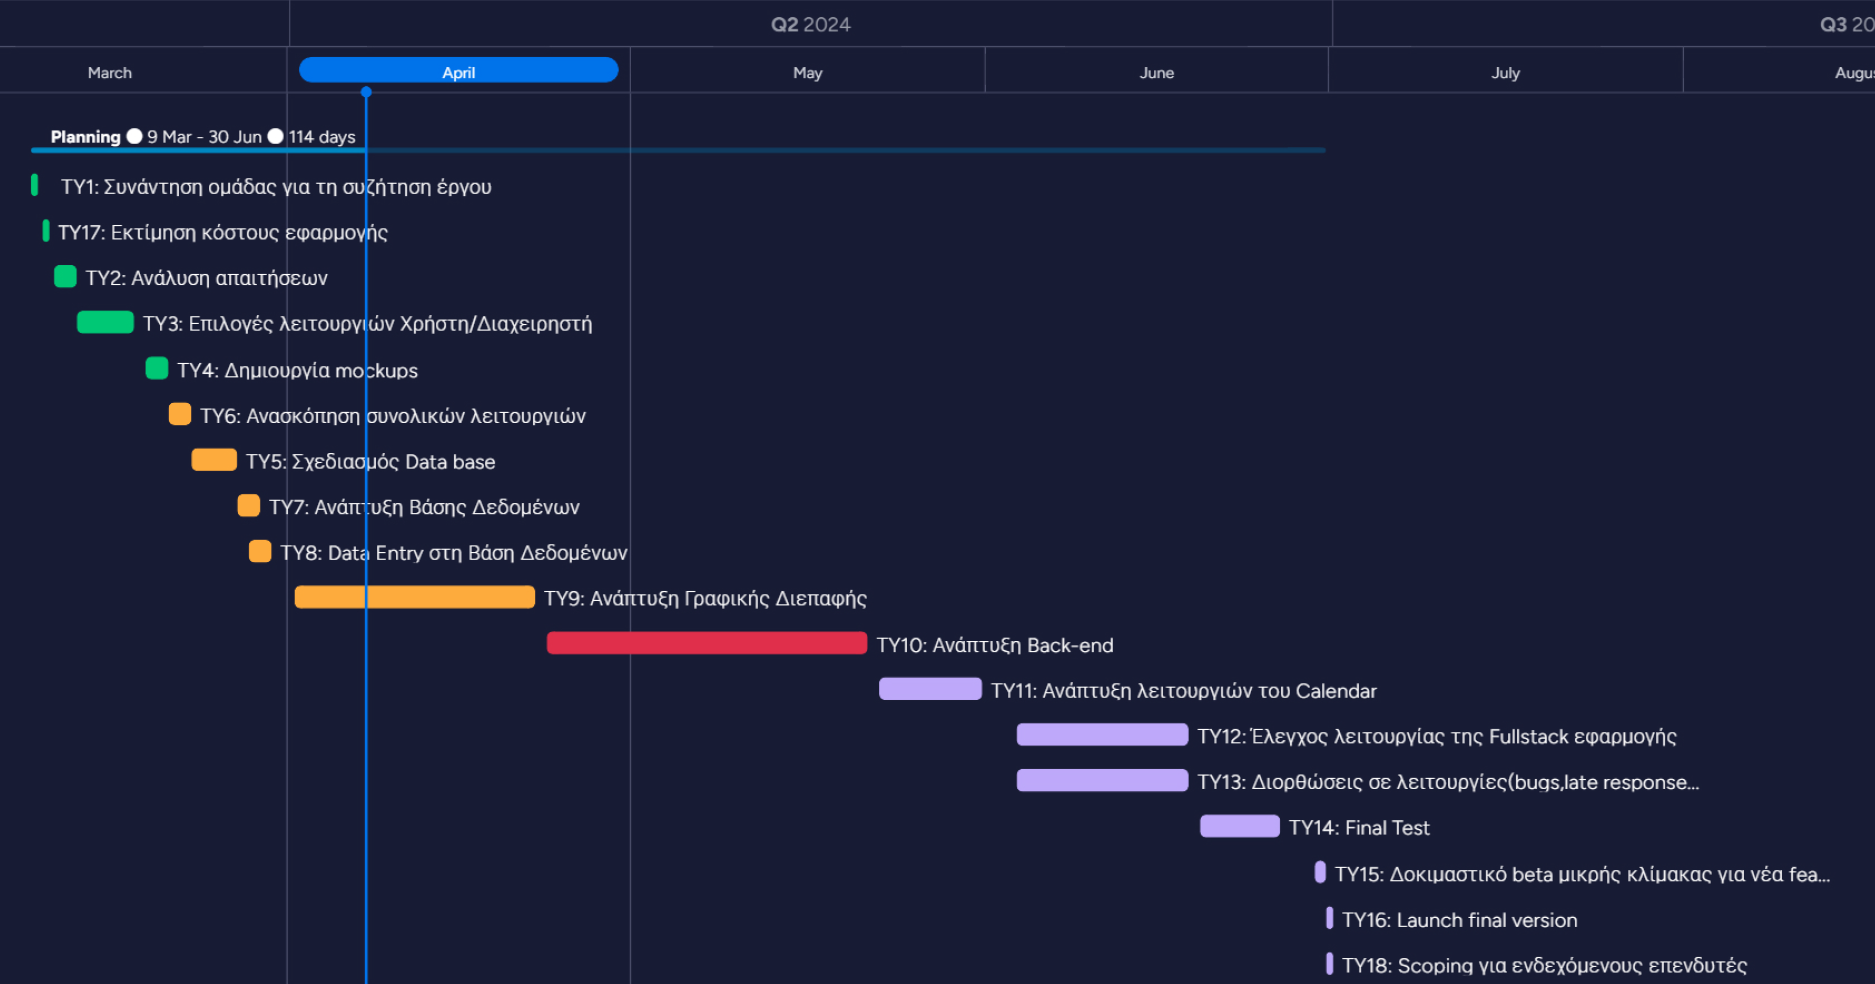 Q2 2024
Q3 20
March
April
May
June
July
Augus
Planning ● 9 Mar - 30 Jun ● 114 days
TY1: Συνάντηση ομάδας για τη συζήτηση έργου
TY17: Εκτίμηση κόστους εφαρμογής
TY2: Ανάλυση απαιτήσεων
TY3: Επιλογές λειτουργιών Χρήστη/Διαχειρηστή
TY4: Δημιουργία mockups
TY6: Ανασκόπηση συνολικών λειτουργιών
TY5: Σχεδιασμός Data base
TY7: Ανάπτυξη Βάσης Δεδομένων
TY8: Data Entry στη Βάση Δεδομένων
TY9: Ανάπτυξη Γραφικής Διεπαφής
TY10: Ανάπτυξη Back-end
TY11: Ανάπτυξη λειτουργιών του Calendar
TY12: Έλεγχος λειτουργίας της Fullstack εφαρμογής
TY13: Διορθώσεις σε λειτουργίες(bugs,late response...
TY14: Final Test
TY15: Δοκιμαστικό beta μικρής κλίμακας για νέα fea...
TY16: Launch final version
TY18: Scoping για ενδεχόμενους επενδυτές